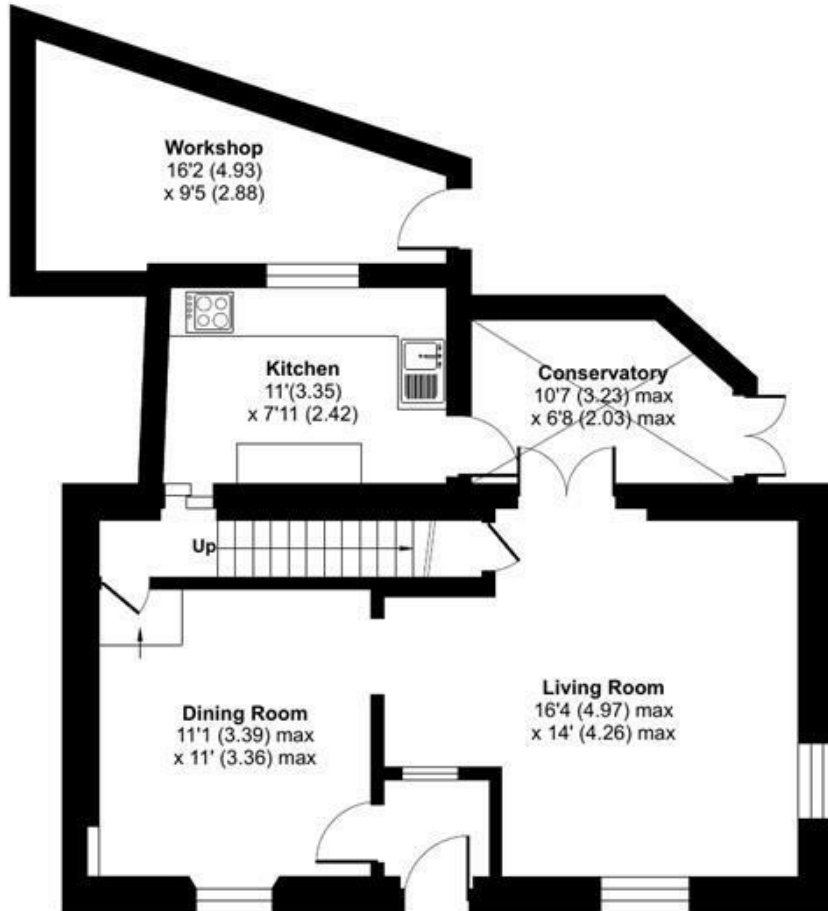 Workshop
16'2 (4.93)
x 9'5 (2.88)
Kitchen
11'(3.35)
x 7'11 (2.42)
Conservatory
10'7 (3.23) max
x 6'8 (2.03) max
Up
Living Room
16'4 (4.97) max
x 14' (4.26) max
Dining Room
11'1 (3.39) max
x 11' (3.36) max